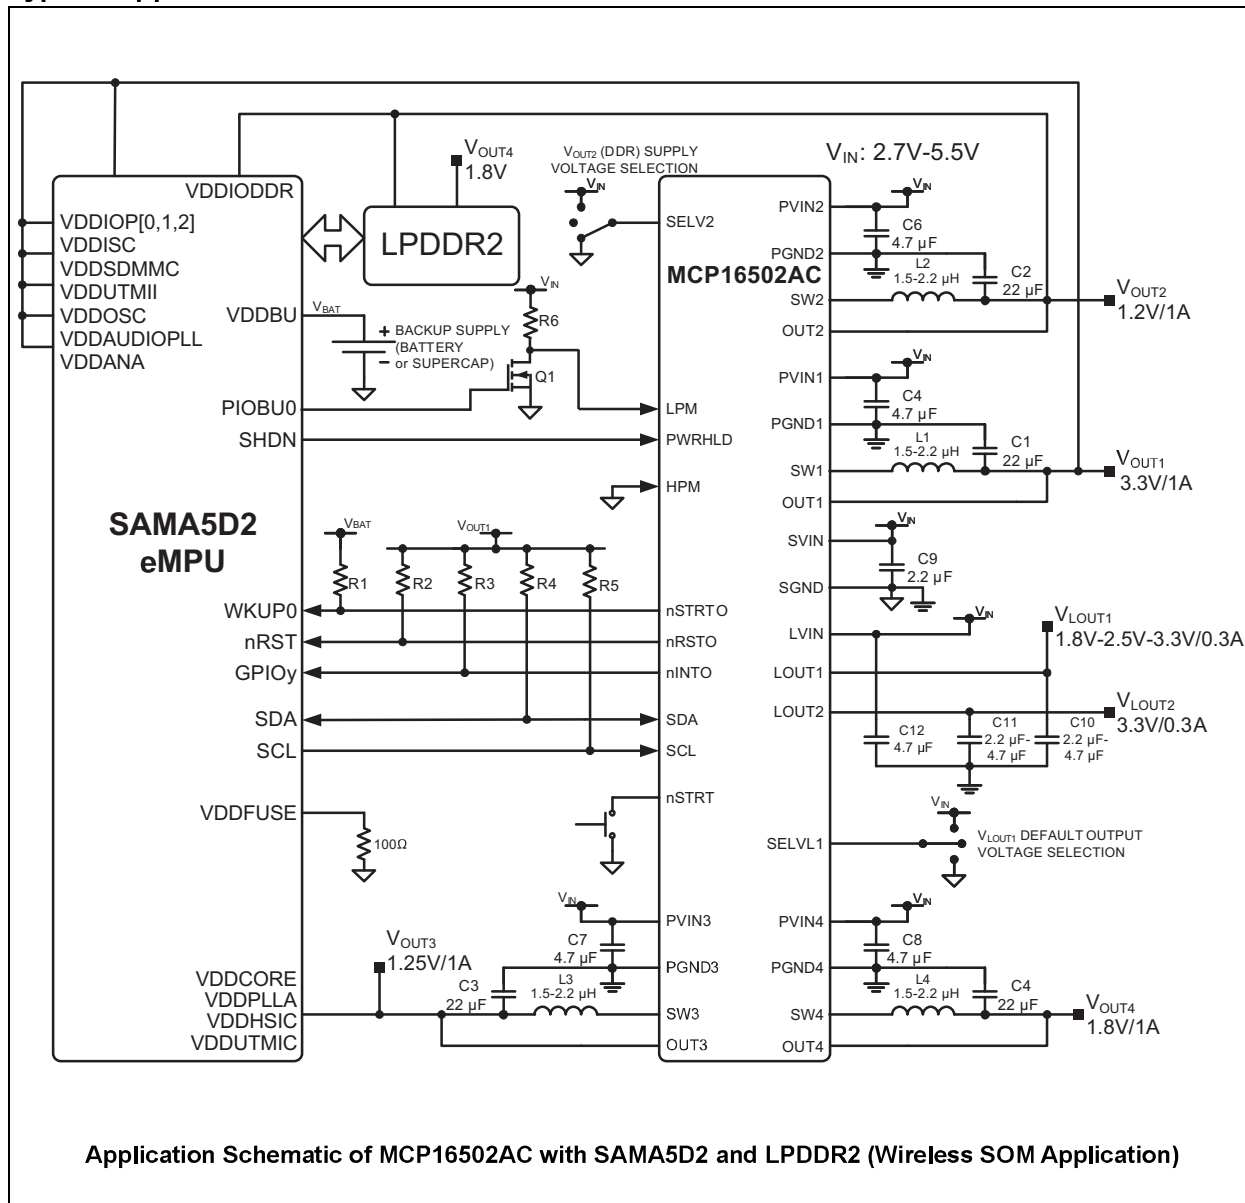 VOUT4
1.8V
VOUT2 (DDR) SUPPLY
VOLTAGE SELECTION
VIN
VIN: 2.7V-5.5V
VDDIODDR
VDDIOP[0,1,2]
VDDISC
VDDSDMMC
VDDUTMII
VDDOSC
VDDAUDIOPLL
VDDANA
LPDDR2
VDDBU
VBAT
+ BACKUP SUPPLY
(BATTERY
- or SUPERCAP)
VIN
R6
Q1
PIOBU0
SHDN
SAMA5D2
eMPU
VBAT
VOUT1
R1
R2
R3
R4
R5
WKUP0
nRST
GPIOy
SDA
SCL
VDDFUSE
100Ω
VDDCORE
VDDPLLA
VDDHSIC
VDDUTMIC
VOUT3
1.25V/1A
C3
22 µF
L3
1.5-2.2 µH
VIN
C7
4.7 µF
MCP16502AC
SELV2
LPM
PWRHLD
HPM
nSTRTO
nRSTO
nINTO
SDA
SCL
nSTRT
PVIN3
PGND3
SW3
OUT3
PVIN2
PGND2
SW2
OUT2
PVIN1
PGND1
SW1
OUT1
SVIN
SGND
LVIN
LOUT1
LOUT2
SELVL1
PVIN4
PGND4
SW4
OUT4
VIN
C6
4.7 µF
L2
1.5-2.2 µH
C2
22 µF
VOUT2
1.2V/1A
VIN
C4
4.7 µF
L1
1.5-2.2 µH
C1
22 µF
VOUT1
3.3V/1A
VIN
C9
2.2 µF
VIN
VLOUT1
1.8V-2.5V-3.3V/0.3A
VLOUT2
3.3V/0.3A
C12
4.7 µF
C11
2.2 µF-
4.7 µF
C10
2.2 µF-
4.7 µF
VIN
VLOUT1 DEFAULT OUTPUT
VOLTAGE SELECTION
VIN
C8
4.7 µF
L4
1.5-2.2 µH
C4
22 µF
VOUT4
1.8V/1A
Application Schematic of MCP16502AC with SAMA5D2 and LPDDR2 (Wireless SOM Application)